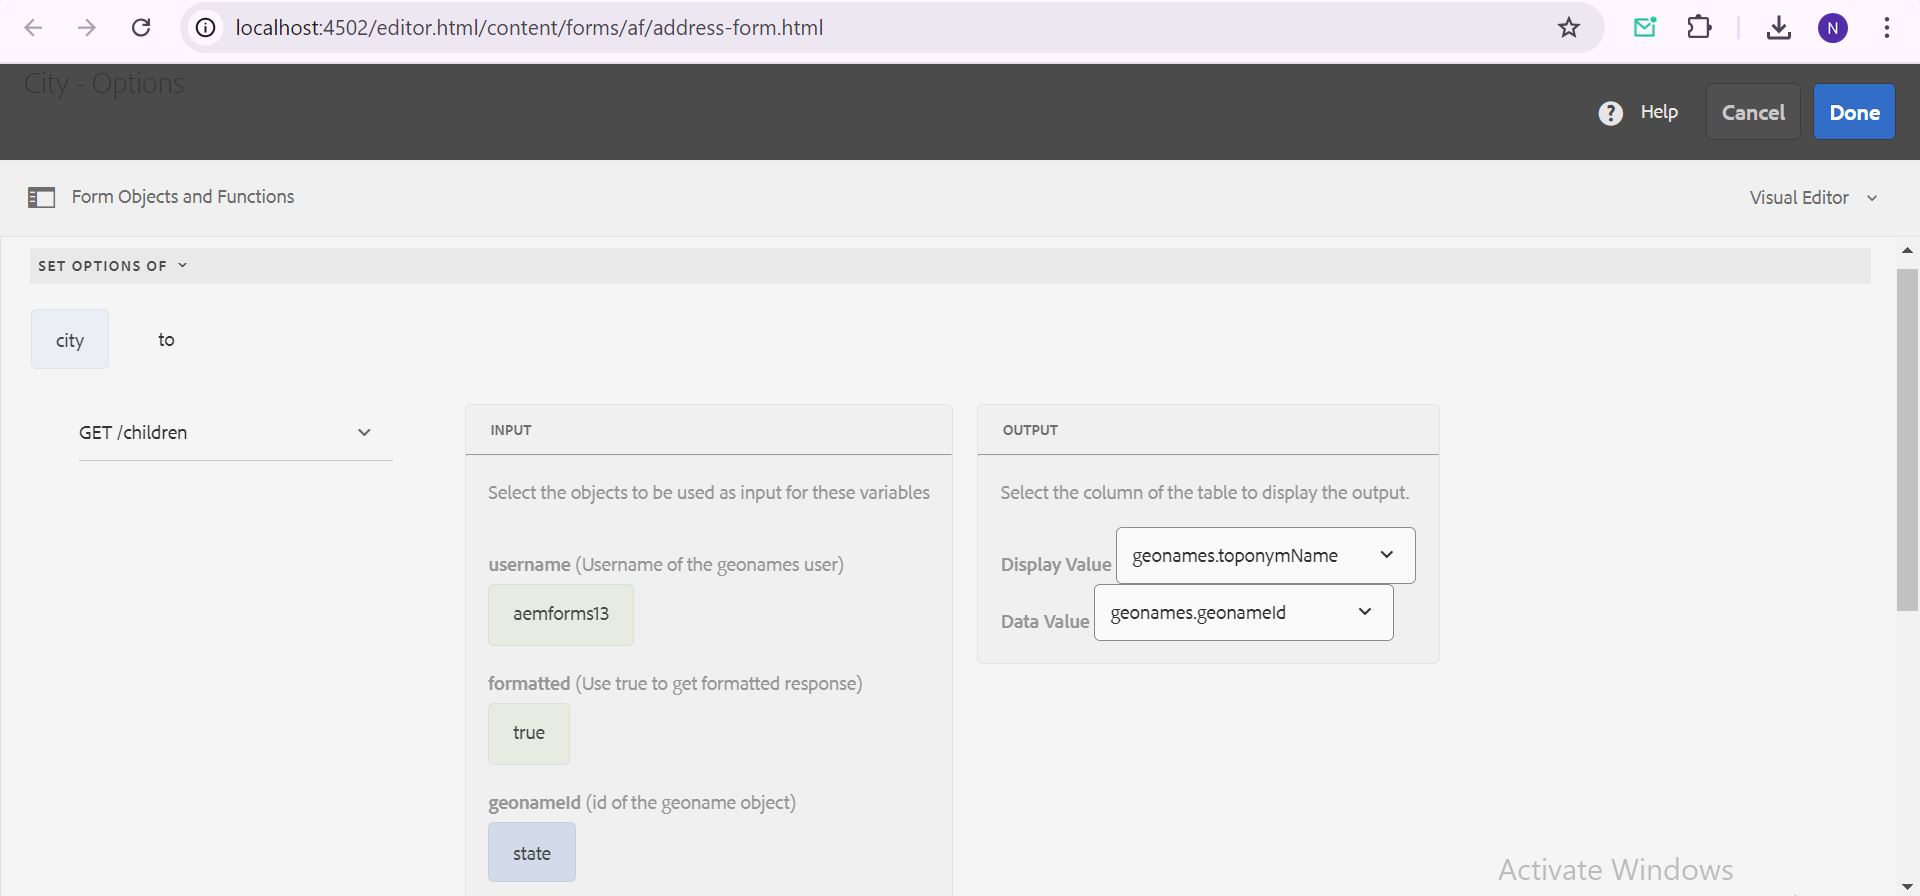 localhost:4502/editor.html/content/forms/af/address-form.html
N
City - Options
? Help
Cancel
Done
Form Objects and Functions
Visual Editor
SET OPTIONS OF
city
to
GET /children
INPUT
Select the objects to be used as input for these variables
username (Username of the geonames user)
aemforms13
formatted (Use true to get formatted response)
true
geonameId (id of the geoname object)
state
OUTPUT
Select the column of the table to display the output.
Display Value geonames.toponymName
Data Value geonames.geonameId
Activate Windows